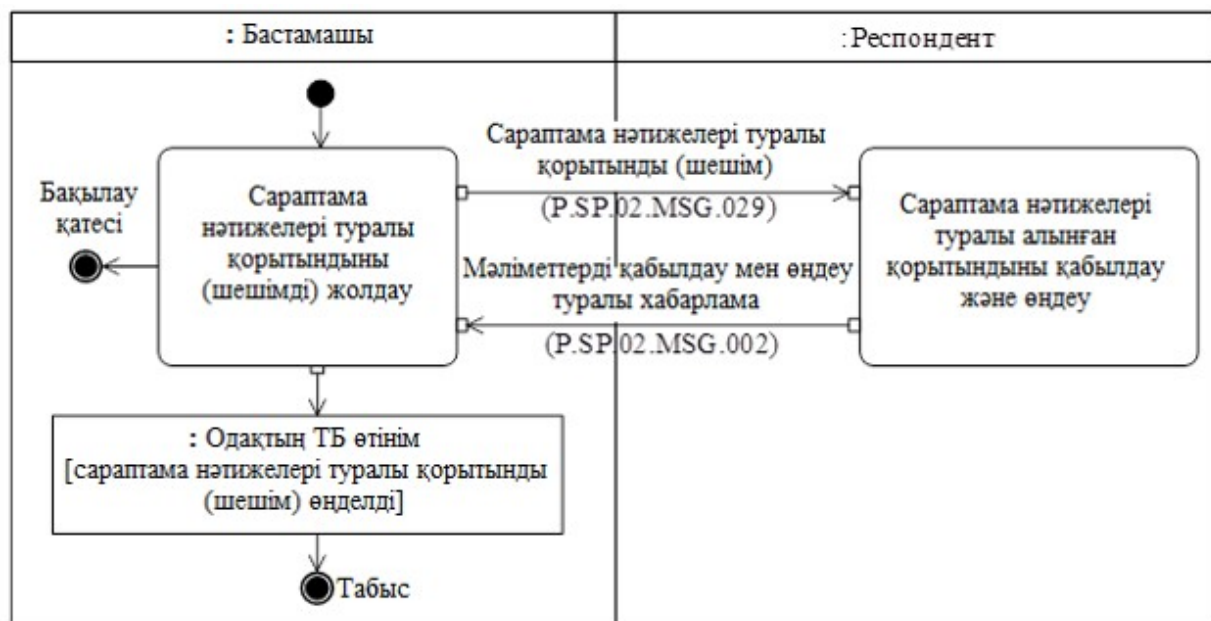 : Бастамашы
:Респондент
Сараптама нәтижелері туралы
қорытынды (шешім)
(P.SP.02.MSG.029)
Бақылау
қатесі
Сараптама
нәтижелері туралы
қорытындыны
(шешімді) жолдау
Сараптама нәтижелері
туралы алынған
қорытындыны қабылдау
және өңдеу
Мәліметтерді қабылдау мен өңдеу
туралы хабарлама
(P.SP.02.MSG.002)
: Одақтың ТБ өтінім
[сараптама нәтижелері туралы қорытынды
(шешім) өңделді]
Табыс